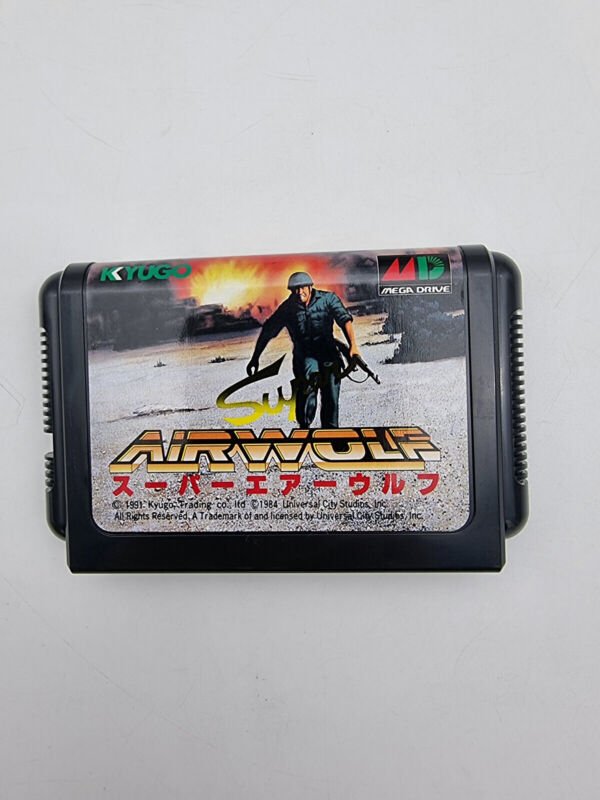 KYUGO
MD
MEGA DRIVE
Super
AIRWOLF
スーパーエアーウルフ
© 1991 Kyugo Trading co., ltd ©1984 Universal City Studios, Inc.
All Rights Reserved. A Trademark of and licensed by Universal City Studios, Inc.